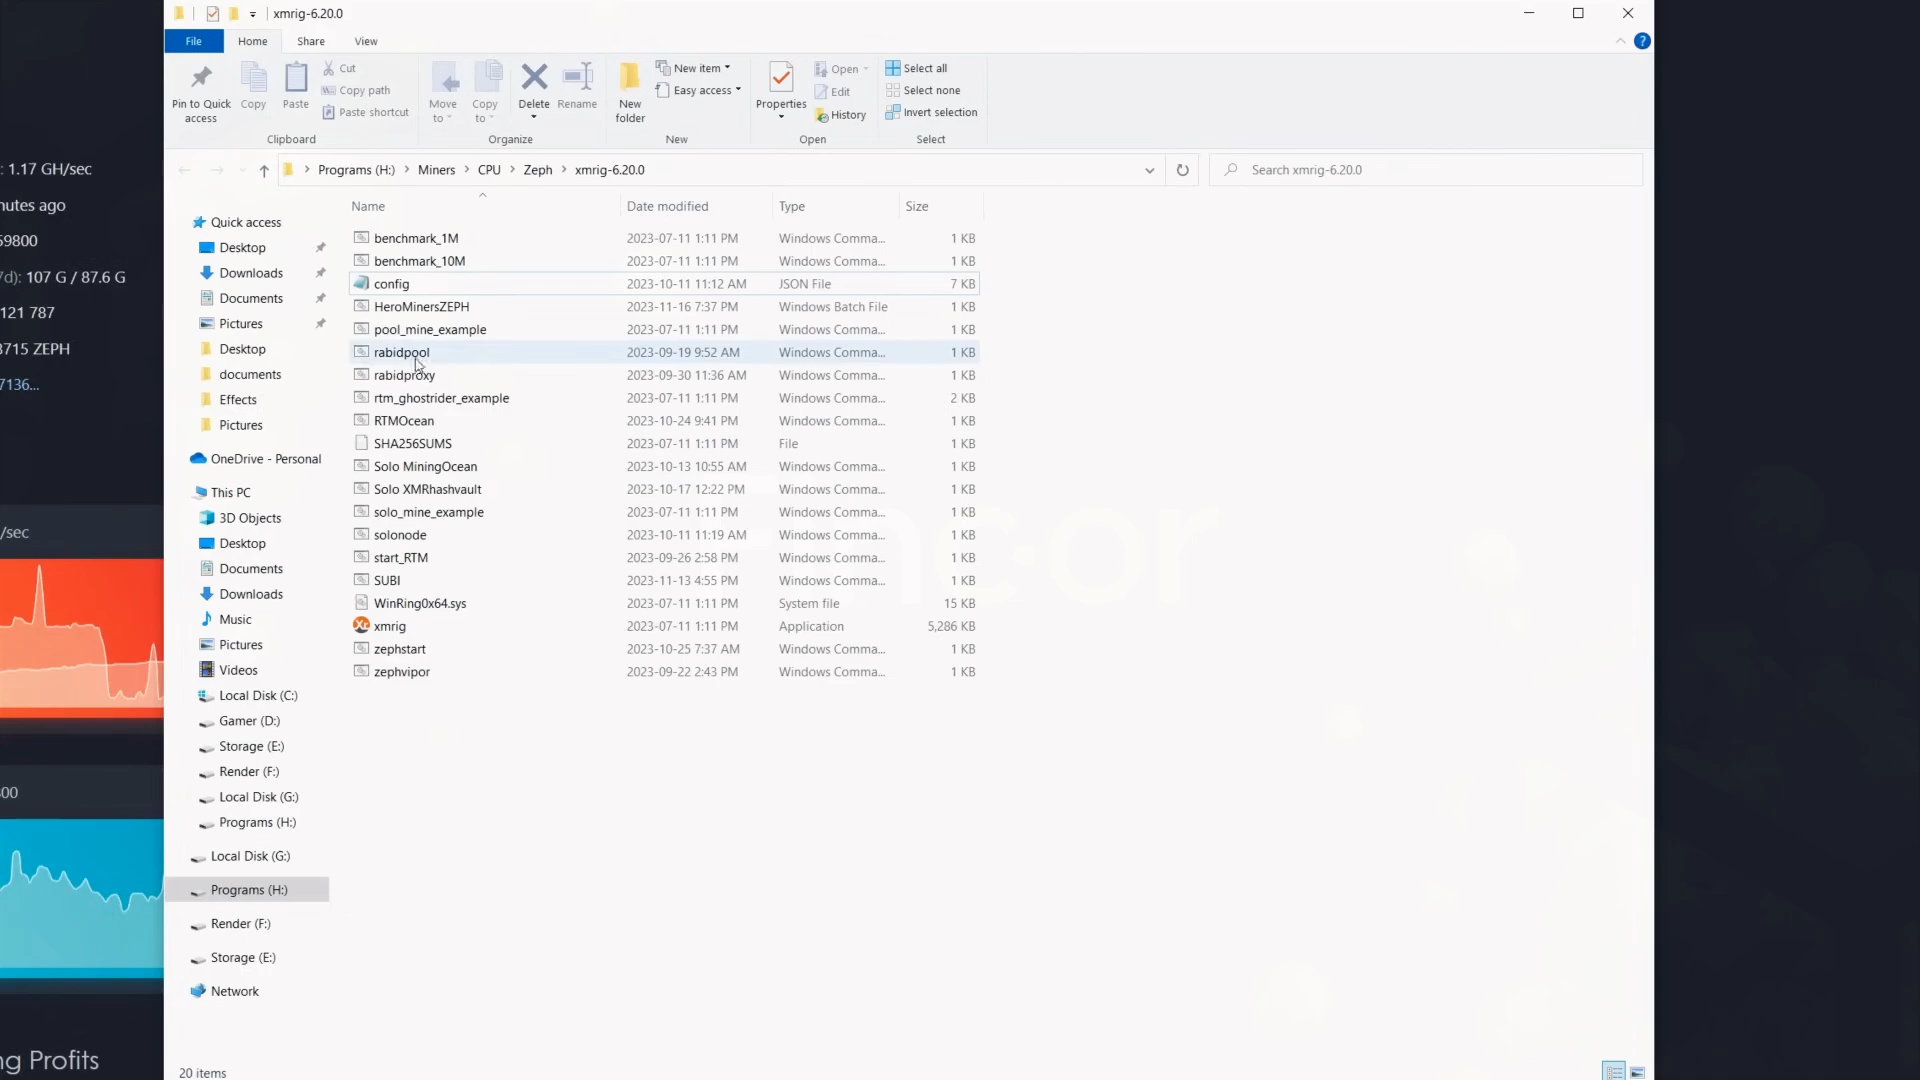 xmrig-6.20.0
File Home Share View
Pin to Quick access
Copy
Paste
Cut
Copy path
Paste shortcut
Clipboard
Move to
Copy to
Delete
Rename
Organize
New folder
New item
Easy access
New
Properties
Open
Edit
History
Open
Select all
Select none
Invert selection
Select
Programs (H:) > Miners > CPU > Zeph > xmrig-6.20.0
Search xmrig-6.20.0
: 1.17 GH/sec
nutes ago
59800
7d): 107 G / 87.6 G
121 787
8715 ZEPH
7136...
/sec
00
ng Profits
Quick access
Desktop
Downloads
Documents
Pictures
Desktop
documents
Effects
Pictures
OneDrive - Personal
This PC
3D Objects
Desktop
Documents
Downloads
Music
Pictures
Videos
Local Disk (C:)
Gamer (D:)
Storage (E:)
Render (F:)
Local Disk (G:)
Programs (H:)
Local Disk (G:)
Programs (H:)
Render (F:)
Storage (E:)
Network
Name Date modified Type Size
benchmark_1M 2023-07-11 1:11 PM Windows Comma... 1 KB
benchmark_10M 2023-07-11 1:11 PM Windows Comma... 1 KB
config 2023-10-11 11:12 AM JSON File 7 KB
HeroMinersZEPH 2023-11-16 7:37 PM Windows Batch File 1 KB
pool_mine_example 2023-07-11 1:11 PM Windows Comma... 1 KB
rabidpool 2023-09-19 9:52 AM Windows Comma... 1 KB
rabidproxy 2023-09-30 11:36 AM Windows Comma... 1 KB
rtm_ghostrider_example 2023-07-11 1:11 PM Windows Comma... 2 KB
RTMOcean 2023-10-24 9:41 PM Windows Comma... 1 KB
SHA256SUMS 2023-07-11 1:11 PM File 1 KB
Solo MiningOcean 2023-10-13 10:55 AM Windows Comma... 1 KB
Solo XMRhashvault 2023-10-17 12:22 PM Windows Comma... 1 KB
solo_mine_example 2023-07-11 1:11 PM Windows Comma... 1 KB
solonode 2023-10-11 11:19 AM Windows Comma... 1 KB
start_RTM 2023-09-26 2:58 PM Windows Comma... 1 KB
SUBI 2023-11-13 4:55 PM Windows Comma... 1 KB
WinRing0x64.sys 2023-07-11 1:11 PM System file 15 KB
xmrig 2023-07-11 1:11 PM Application 5,286 KB
zephstart 2023-10-25 7:37 AM Windows Comma... 1 KB
zephvipor 2023-09-22 2:43 PM Windows Comma... 1 KB
20 items